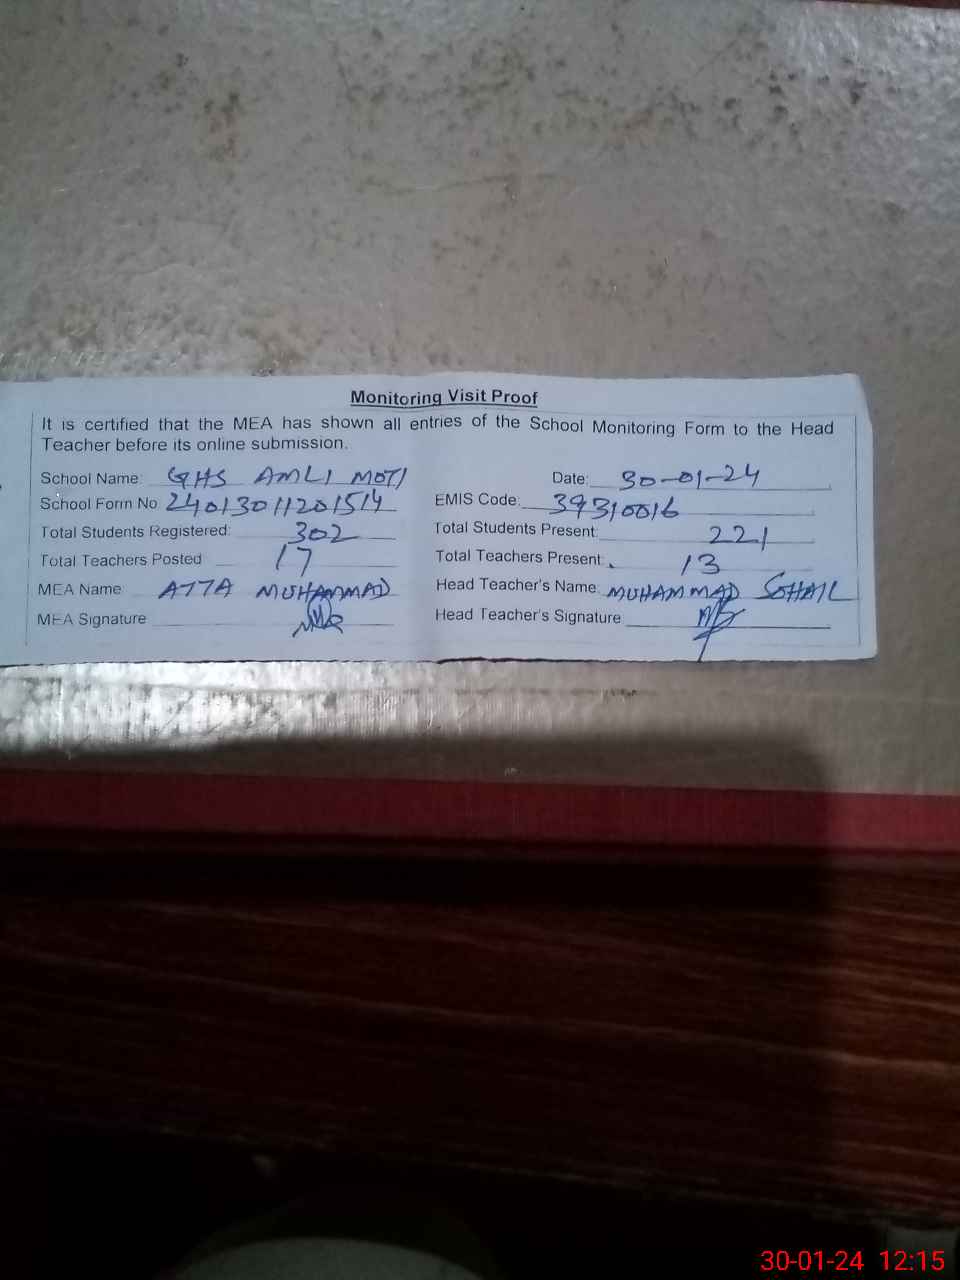 Monitoring Visit Proof
It is certified that the MEA has shown all entries of the School Monitoring Form to the Head
Teacher before its online submission.
School Name: GHS AMLI MOTI Date: 30-01-24
School Form No 24013011201514 EMIS Code: 39310016
Total Students Registered: 302 Total Students Present: 221
Total Teachers Posted 17 Total Teachers Present: 13
MEA Name: ATTA MUHAMMAD Head Teacher's Name: MUHAMMAD SOHAIL
MEA Signature Head Teacher's Signature
30-01-24 12:15